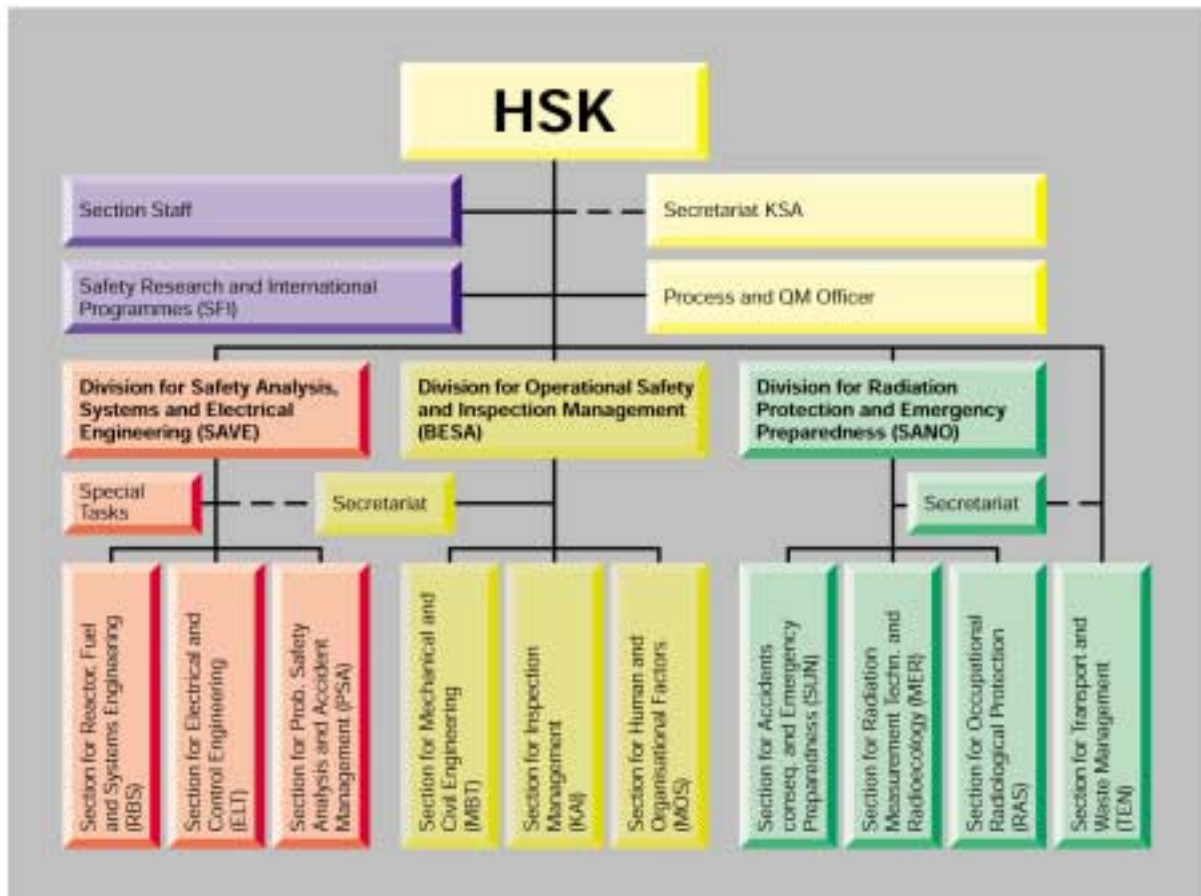 HSK
Section Staff
Secretariat KSA
Safety Research and International
Programmes (SFI)
Process and QM Officer
Division for Safety Analysis,
Systems and Electrical
Engineering (SAVE)
Division for Operational Safety
and Inspection Management
(BESA)
Division for Radiation
Protection and Emergency
Preparedness (SANO)
Special
Tasks
Secretariat
Secretariat
Section for Reactor, Fuel
and Systems Engineering
(RBS)
Section for Electrical and
Control Engineering
(ELT)
Section for Prob. Safety
Analysis and Accident
Management (PSA)
Section for Mechanical and
Civil Engineering
(MBT)
Section for Inspection
Management
(KAI)
Section for Human and
Organisational Factors
(MOS)
Section for Accidents
conseq. and Emergency
Preparedness (SUN)
Section for Radiation
Measurement Techn. and
Radioecology (MER)
Section for Occupational
Radiological Protection
(RAS)
Section for Transport and
Waste Management
(TEN)